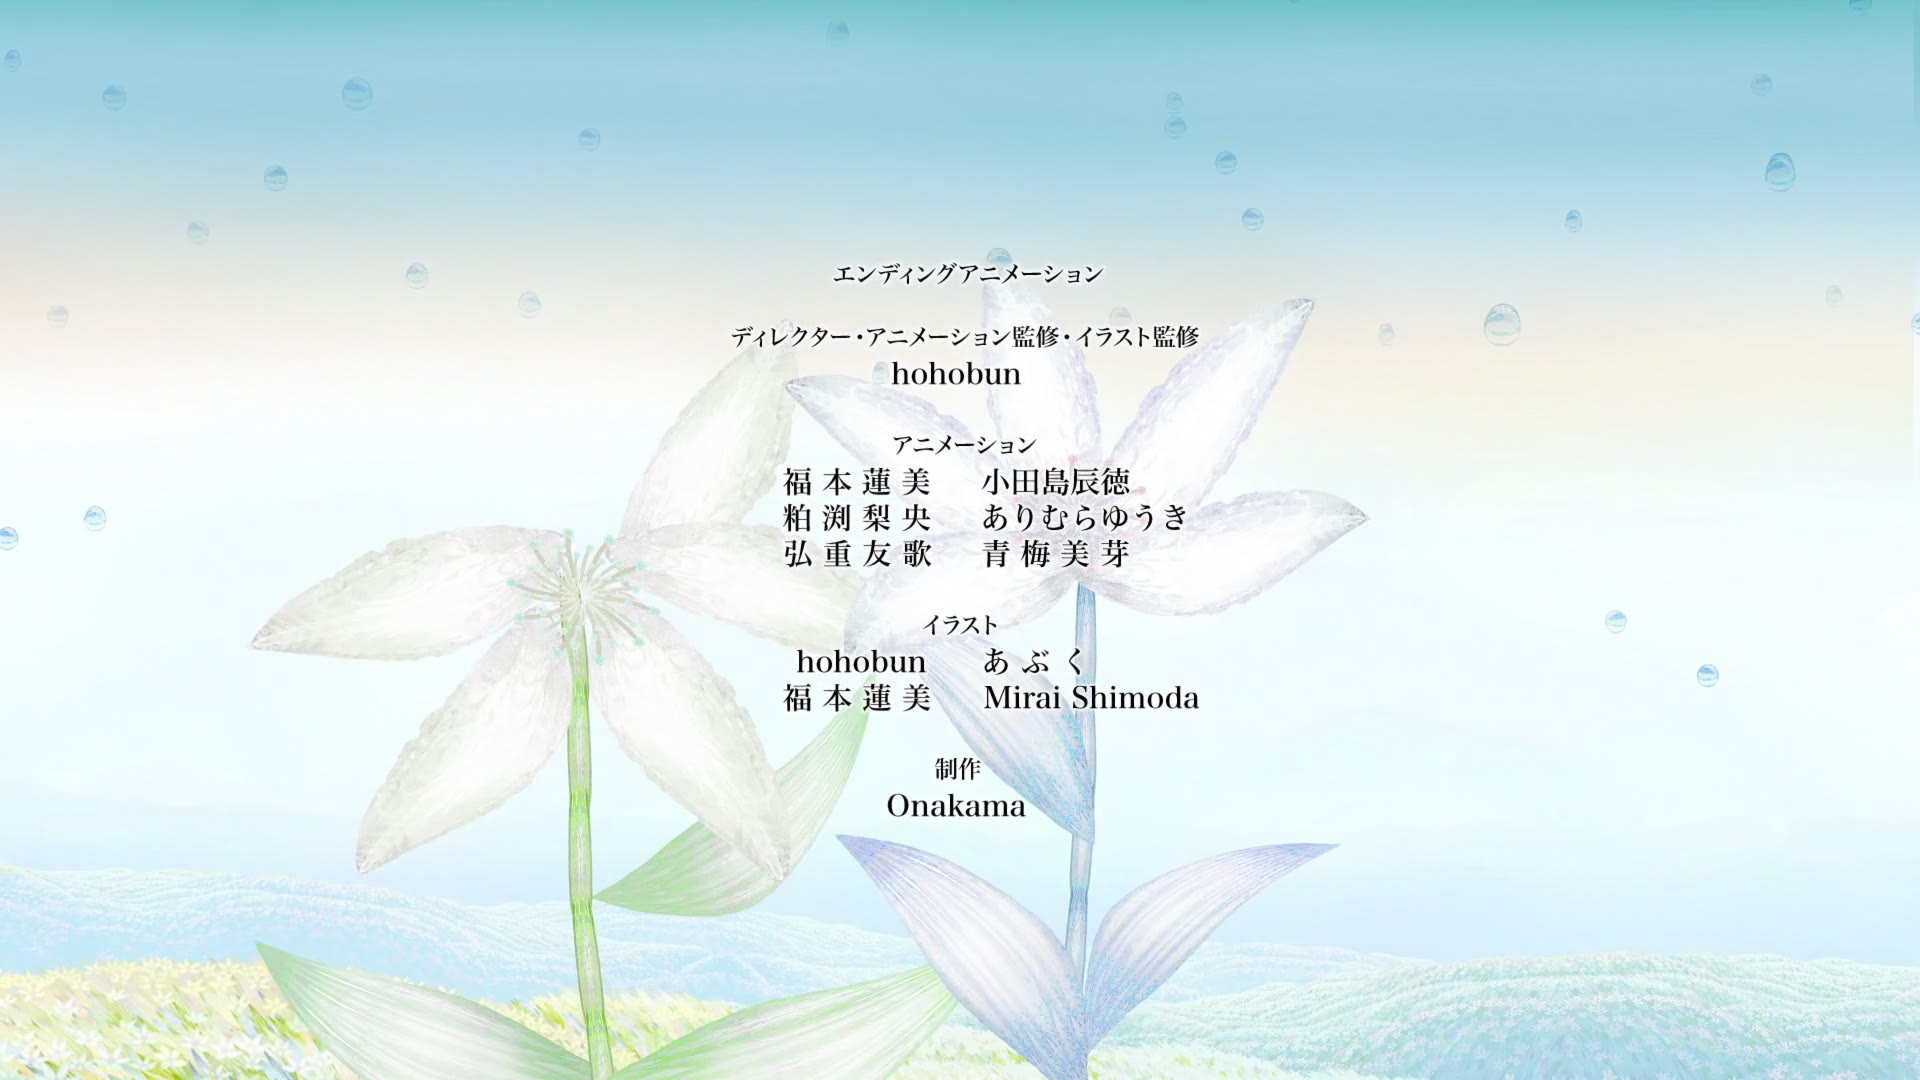 エンディングアニメーション
ディレクター・アニメーション監修・イラスト監修
hohobun
アニメーション
福本蓮美 小田島辰徳
粕渕梨央 ありむらゆうき
弘重友歌 青梅美芽
イラスト
hohobun あぶく
福本蓮美 Mirai Shimoda
制作
Onakama